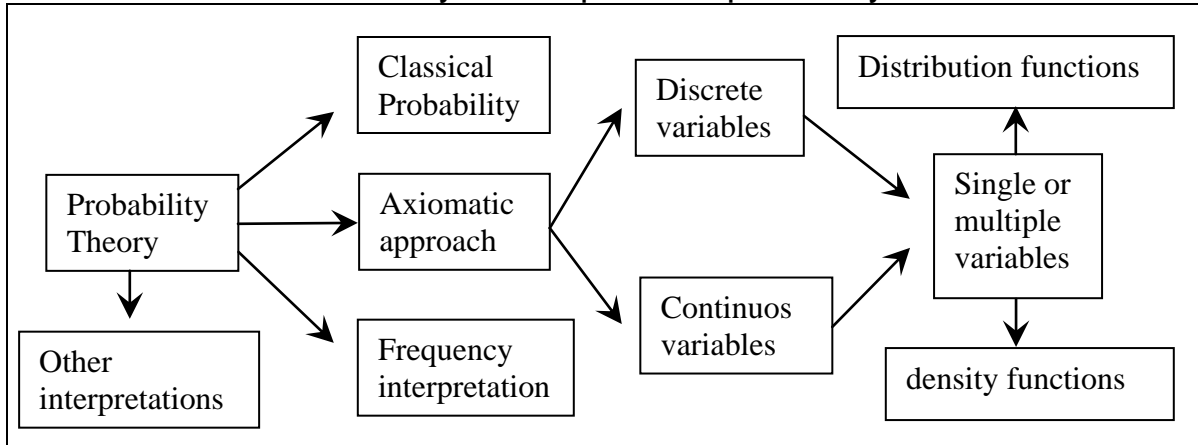 Classical
Probability
Discrete
variables
Distribution functions
Probability
Theory
Axiomatic
approach
Single or
multiple
variables
Continuos
variables
Other
interpretations
Frequency
interpretation
density functions